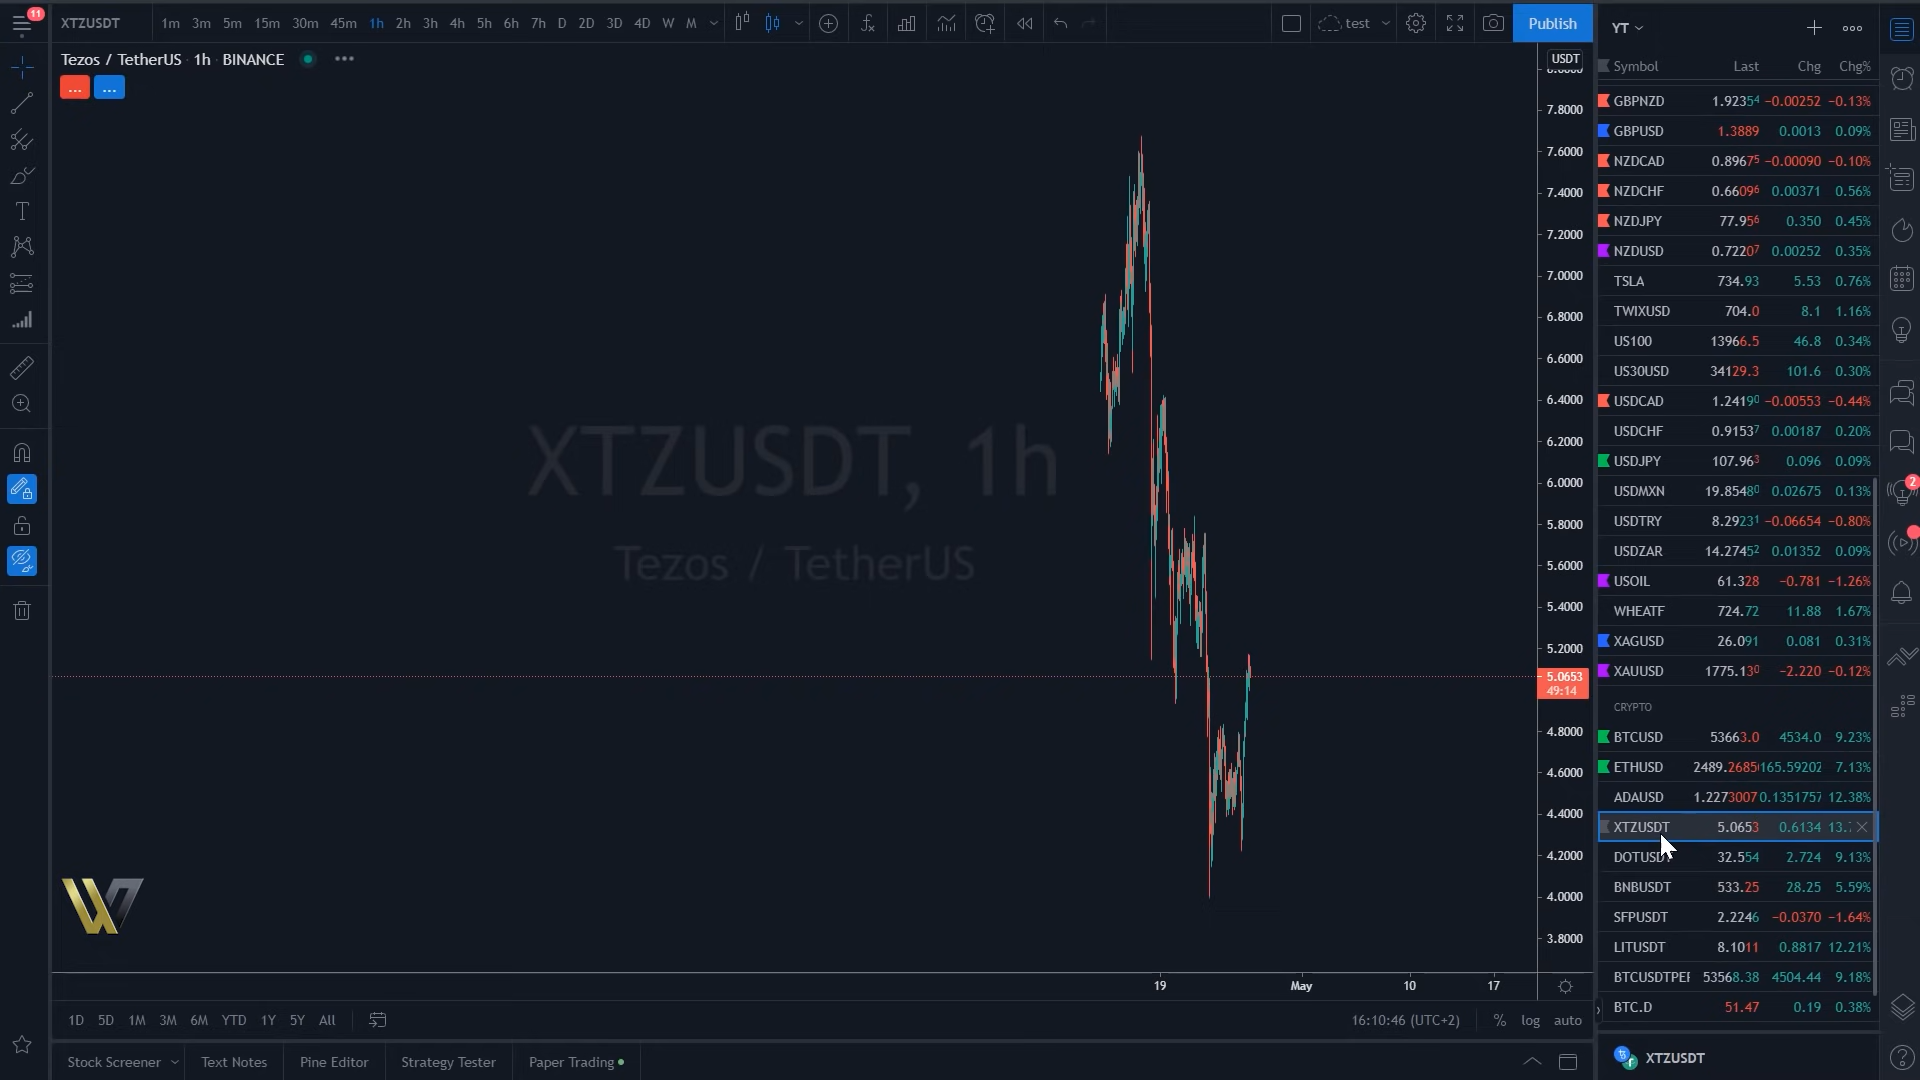 11
XTZUSDT 1m 3m 5m 15m 30m 45m 1h 2h 3h 4h 5h 6h 7h D 2D 3D 4D W M test Publish
YT
Tezos / TetherUS · 1h · BINANCE
... ...
USDT
7.8000
7.6000
7.4000
7.2000
7.0000
6.8000
6.6000
6.4000
6.2000
6.0000
5.8000
5.6000
5.4000
5.2000
5.0653
49:14
4.8000
4.6000
4.4000
4.2000
4.0000
3.8000
XTZUSDT, 1h
Tezos / TetherUS
19 May 10 17
1D 5D 1M 3M 6M YTD 1Y 5Y All 16:10:46 (UTC+2) % log auto
Stock Screener Text Notes Pine Editor Strategy Tester Paper Trading
Symbol Last Chg Chg%
GBPNZD 1.92354 −0.00252 −0.13%
GBPUSD 1.3889 0.0013 0.09%
NZDCAD 0.89675 −0.00090 −0.10%
NZDCHF 0.66096 0.00371 0.56%
NZDJPY 77.956 0.350 0.45%
NZDUSD 0.72207 0.00252 0.35%
TSLA 734.93 5.53 0.76%
TWIXUSD 704.0 8.1 1.16%
US100 13966.5 46.8 0.34%
US30USD 34129.3 101.6 0.30%
USDCAD 1.24190 −0.00553 −0.44%
USDCHF 0.91537 0.00187 0.20%
USDJPY 107.963 0.096 0.09%
USDMXN 19.85480 0.02675 0.13%
USDTRY 8.29231 −0.06654 −0.80%
USDZAR 14.27452 0.01352 0.09%
USOIL 61.328 −0.781 −1.26%
WHEATF 724.72 11.88 1.67%
XAGUSD 26.091 0.081 0.31%
XAUUSD 1775.130 −2.220 −0.12%
CRYPTO
BTCUSD 53663.0 4534.0 9.23%
ETHUSD 2489.2685 165.59202 7.13%
ADAUSD 1.2273007 0.1351757 12.38%
XTZUSDT 5.0653 0.6134 13.
DOTUSDT 32.554 2.724 9.13%
BNBUSDT 533.25 28.25 5.59%
SFPUSDT 2.2246 −0.0370 −1.64%
LITUSDT 8.1011 0.8817 12.21%
BTCUSDTPE 53568.38 4504.44 9.18%
BTC.D 51.47 0.19 0.38%
XTZUSDT
2